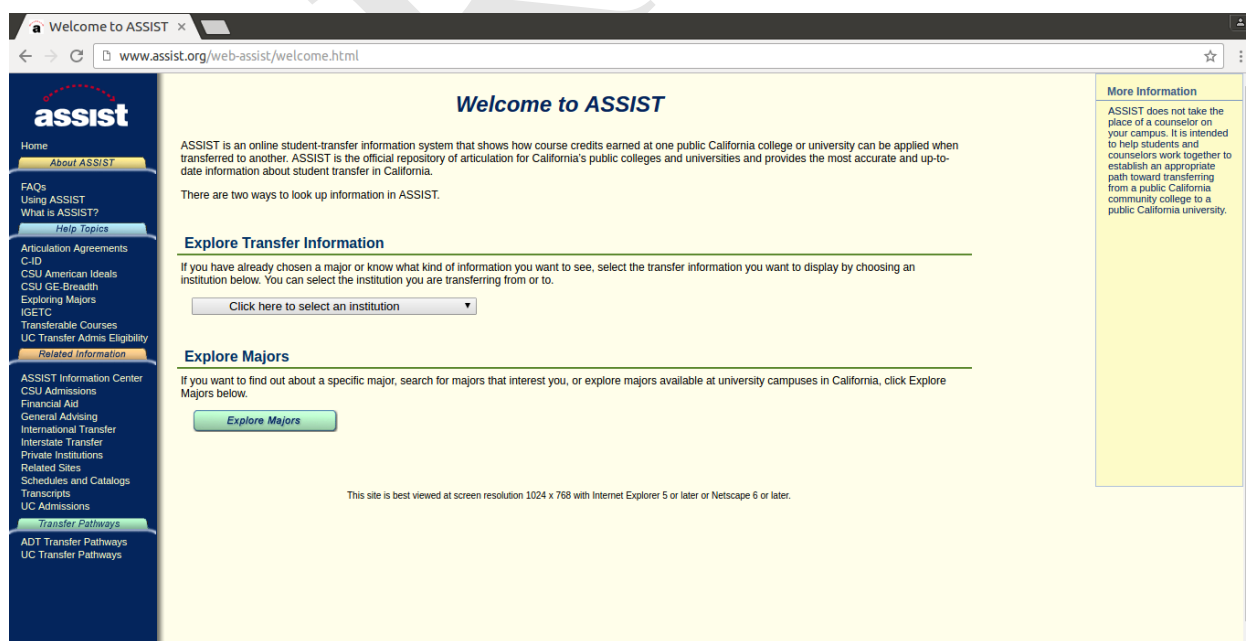 Welcome to ASSIST
www.assist.org/web-assist/welcome.html
assist
Home
About ASSIST
FAQs
Using ASSIST
What is ASSIST?
Help Topics
Articulation Agreements
C-ID
CSU American Ideals
CSU GE-Breadth
Exploring Majors
IGETC
Transferable Courses
UC Transfer Admis Eligibility
Related Information
ASSIST Information Center
CSU Admissions
Financial Aid
General Advising
International Transfer
Interstate Transfer
Private Institutions
Related Sites
Schedules and Catalogs
Transcripts
UC Admissions
Transfer Pathways
ADT Transfer Pathways
UC Transfer Pathways
Welcome to ASSIST
ASSIST is an online student-transfer information system that shows how course credits earned at one public California college or university can be applied when
transferred to another. ASSIST is the official repository of articulation for California's public colleges and universities and provides the most accurate and up-to-
date information about student transfer in California.
There are two ways to look up information in ASSIST.
Explore Transfer Information
If you have already chosen a major or know what kind of information you want to see, select the transfer information you want to display by choosing an
institution below. You can select the institution you are transferring from or to.
Click here to select an institution
Explore Majors
If you want to find out about a specific major, search for majors that interest you, or explore majors available at university campuses in California, click Explore
Majors below.
Explore Majors
This site is best viewed at screen resolution 1024 x 768 with Internet Explorer 5 or later or Netscape 6 or later.
More Information
ASSIST does not take the
place of a counselor on
your campus. It is intended
to help students and
counselors work together to
establish an appropriate
path toward transferring
from a public California
community college to a
public California university.